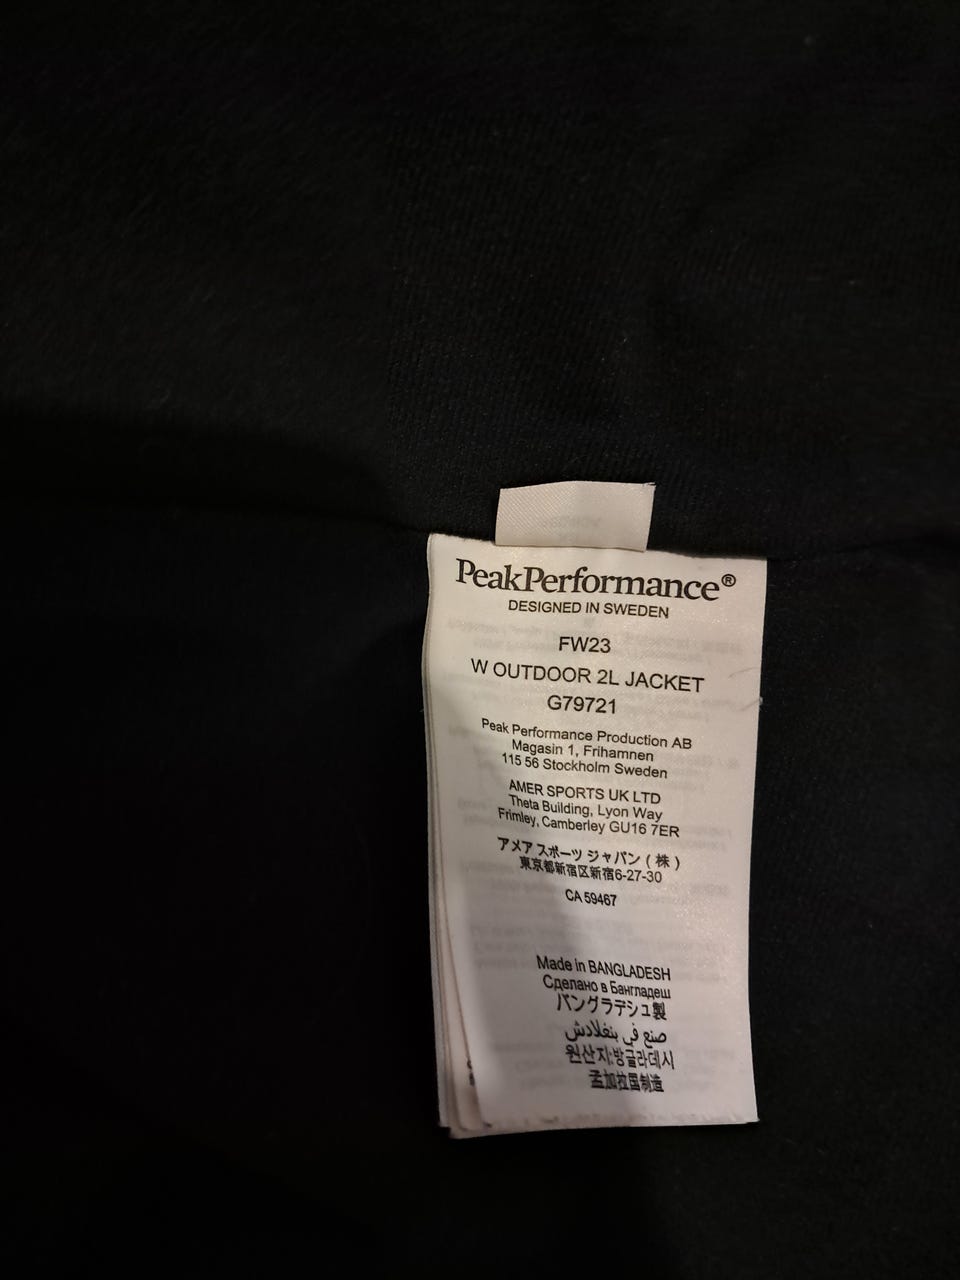 PeakPerformance®
DESIGNED IN SWEDEN
FW23
W OUTDOOR 2L JACKET
G79721
Peak Performance Production AB
Magasin 1, Frihamnen
115 56 Stockholm Sweden
AMER SPORTS UK LTD
Theta Building, Lyon Way
Frimley, Camberley GU16 7ER
アメア スポーツ ジャパン ( 株 )
東京都新宿区新宿6-27-30
CA 59467
Made in BANGLADESH
Сделано в Бангладеш
バングラデシュ製
صنع في بنغلادش
원산지:방글라데시
孟加拉国制造